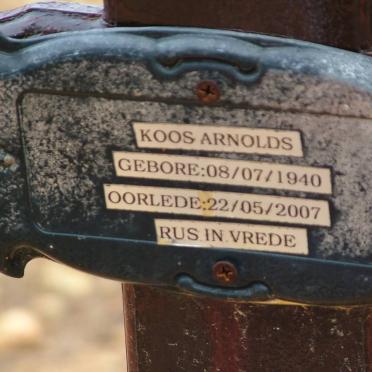 KOOS ARNOLDS
GEBORE:08/07/1940
OORLEDE:22/05/2007
RUS IN VREDE